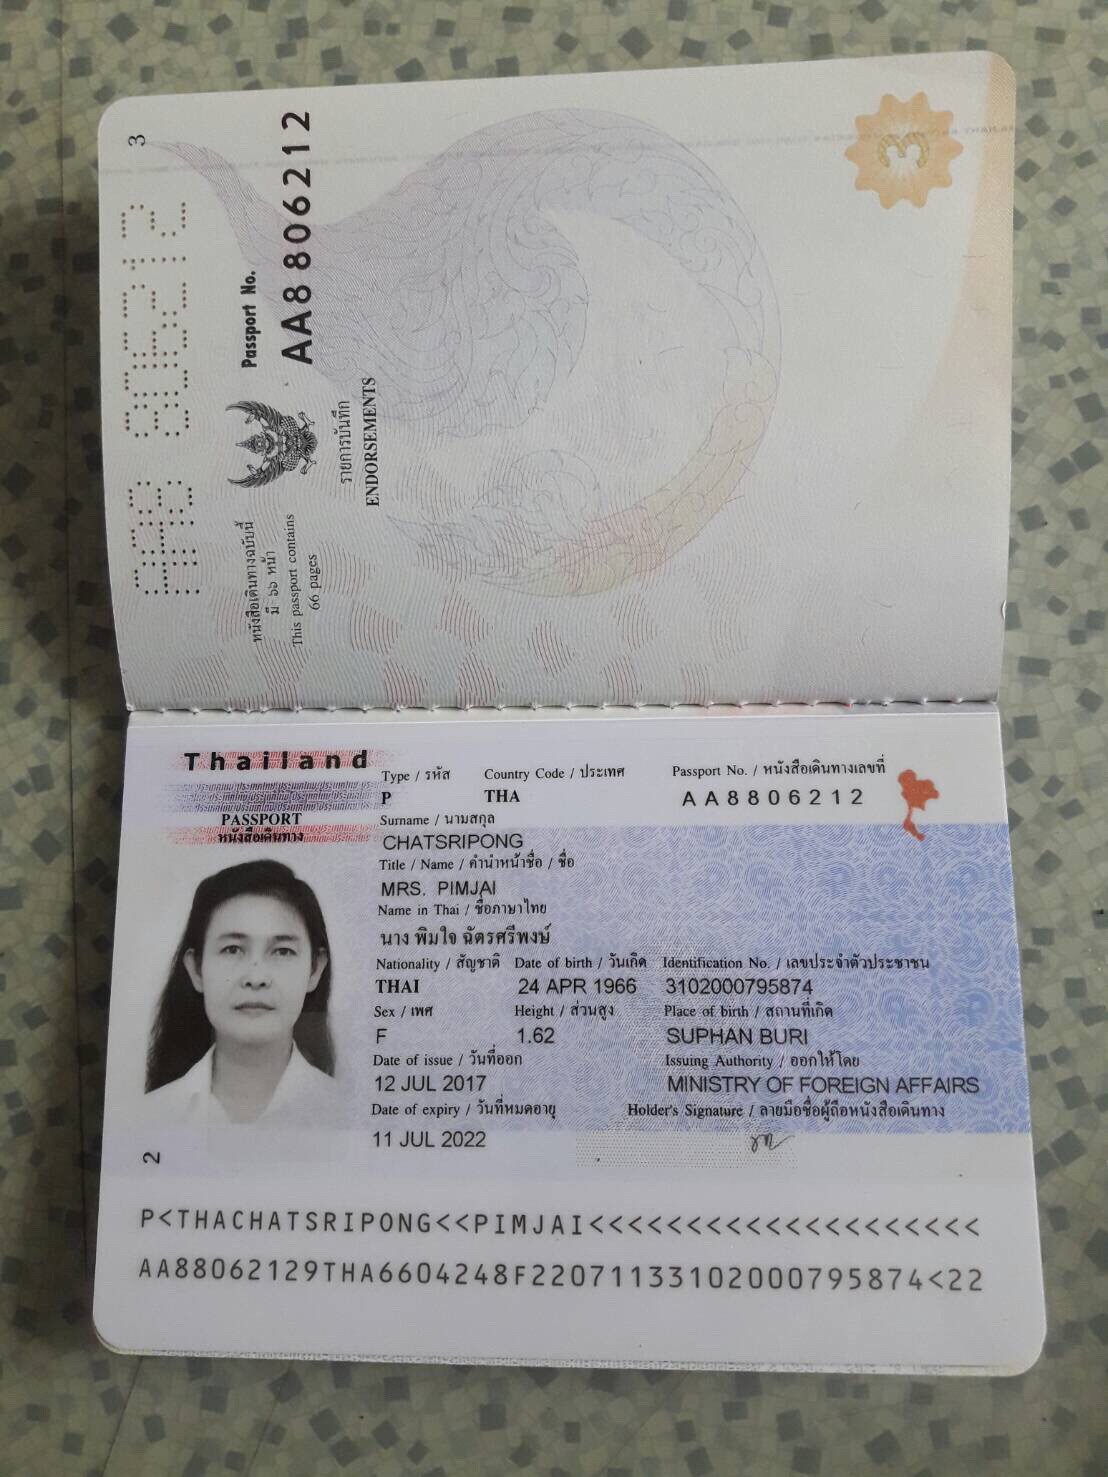 3
AA8806212
Passport No.
AA8806212
รายการบันทึก
ENDORSEMENTS
หนังสือเดินทางฉบับนี้
มี ๖๖ หน้า
This passport contains
66 pages
3
Thailand
PASSPORT
หนังสือเดินทาง
Type / รหัส Country Code / ประเทศ Passport No. / หนังสือเดินทางเลขที่
P THA AA8806212
Surname / นามสกุล
CHATSRIPONG
Title / Name / คำนำหน้าชื่อ / ชื่อ
MRS. PIMJAI
Name in Thai / ชื่อภาษาไทย
นาง พิมใจ ฉัตรศรีพงษ์
Nationality / สัญชาติ Date of birth / วันเกิด Identification No. / เลขประจำตัวประชาชน
THAI 24 APR 1966 3102000795874
Sex / เพศ Height / ส่วนสูง Place of birth / สถานที่เกิด
F 1.62 SUPHAN BURI
Date of issue / วันที่ออก Issuing Authority / ออกให้โดย
12 JUL 2017 MINISTRY OF FOREIGN AFFAIRS
Date of expiry / วันที่หมดอายุ Holder's Signature / ลายมือชื่อผู้ถือหนังสือเดินทาง
11 JUL 2022
2
P<THACHATSRIPONG<<PIMJAI<<<<<<<<<<<<<<<<<<<<
AA88062129THA6604248F22071133102000795874<22